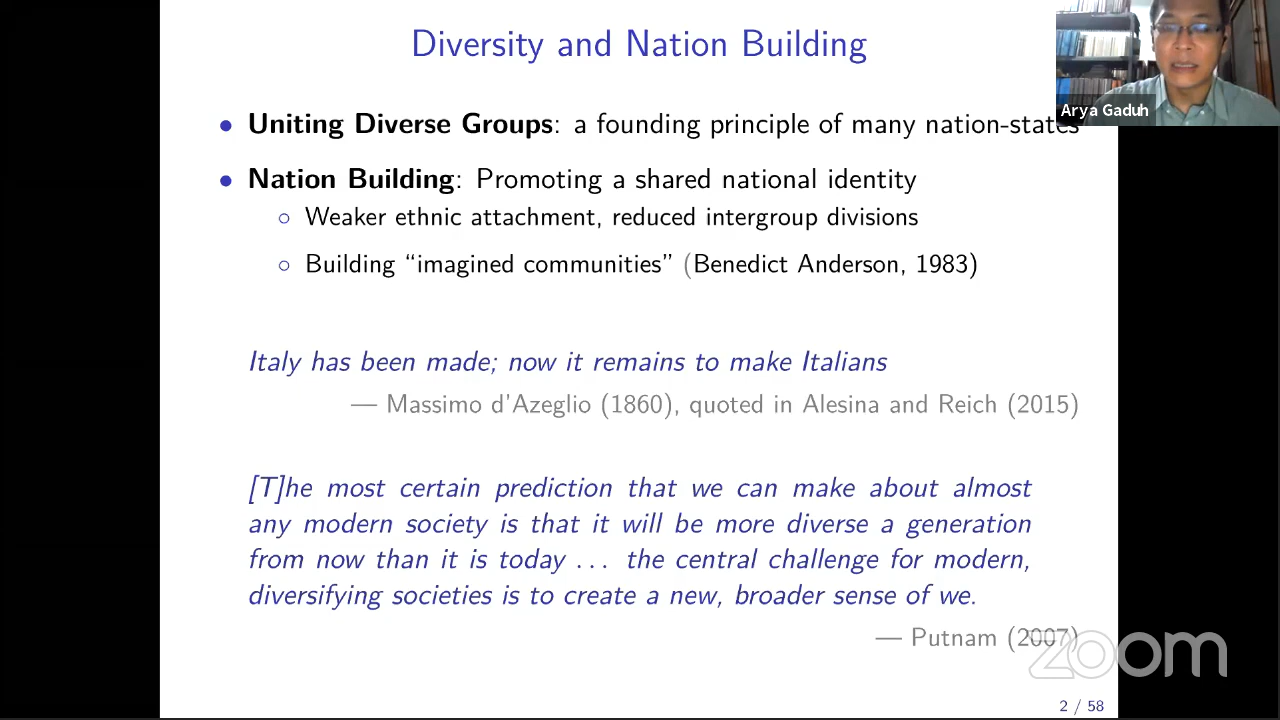 Diversity and Nation Building
Arya Gaduh
• Uniting Diverse Groups: a founding principle of many nation-states
• Nation Building: Promoting a shared national identity
◦ Weaker ethnic attachment, reduced intergroup divisions
◦ Building “imagined communities” (Benedict Anderson, 1983)
Italy has been made; now it remains to make Italians
— Massimo d'Azeglio (1860), quoted in Alesina and Reich (2015)
[T]he most certain prediction that we can make about almost
any modern society is that it will be more diverse a generation
from now than it is today . . . the central challenge for modern,
diversifying societies is to create a new, broader sense of we.
— Putnam (2007)
zoom
2 / 58